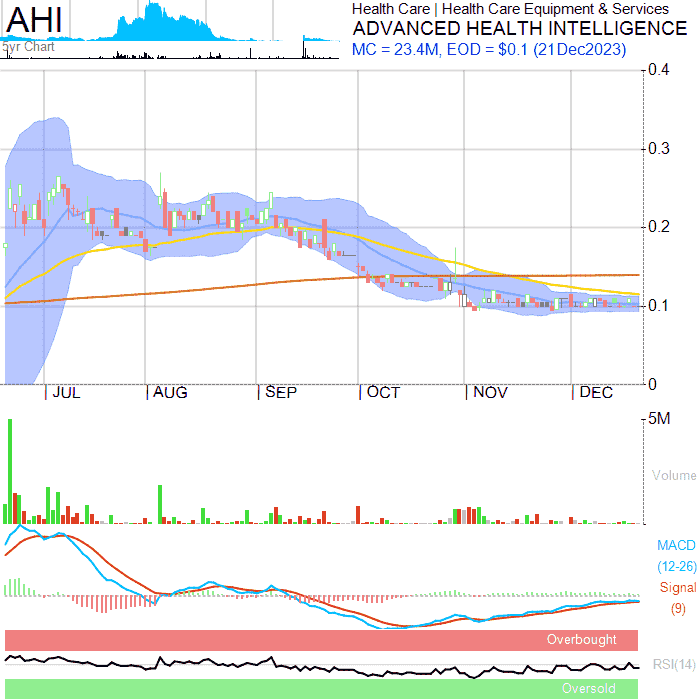 AHI
5yr Chart
Health Care | Health Care Equipment & Services
ADVANCED HEALTH INTELLIGENCE
MC = 23.4M, EOD = $0.1 (21Dec2023)
0.4
0.3
0.2
0.1
0
JUL AUG SEP OCT NOV DEC
5M
Volume
MACD
(12-26)
Signal
(9)
Overbought
RSI(14)
Oversold